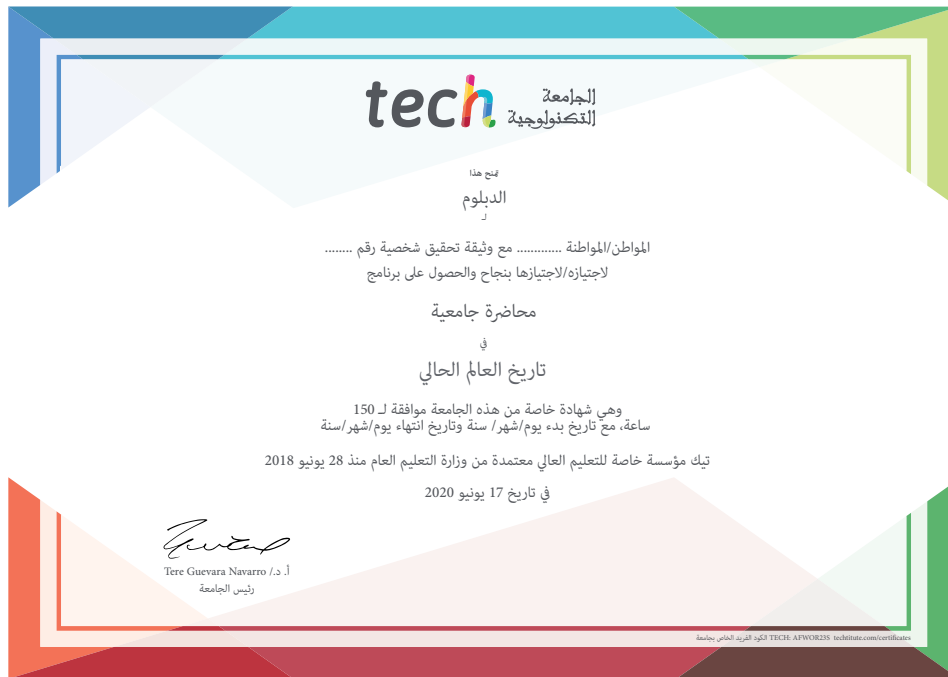 tech الجامعة
التكنولوجية
يمنح هذا
الدبلوم
لـ
المواطن/المواطنة ............ مع وثيقة تحقيق شخصية رقم ........
لاجتيازه/لاجتيازها بنجاح والحصول على برنامج
محاضرة جامعية
في
تاريخ العالم الحالي
وهي شهادة خاصة من هذه الجامعة موافقة لـ 150
ساعة، مع تاريخ بدء يوم/شهر/ سنة وتاريخ انتهاء يوم/شهر/سنة
تيك مؤسسة خاصة للتعليم العالي معتمدة من وزارة التعليم العام منذ 28 يونيو 2018
في تاريخ 17 يونيو 2020
أ. د./ Tere Guevara Navarro
رئيس الجامعة
الكود الفريد الخاص بجامعة TECH: AFWOR23S techtitute.com/certificates